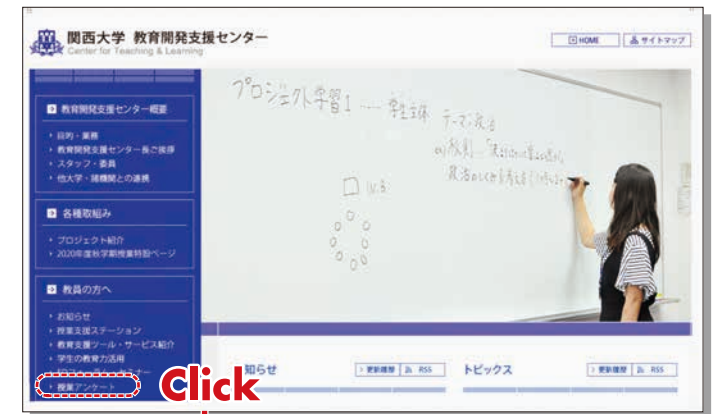 関西大学 教育開発支援センター
Center for Teaching & Learning
HOME
サイトマップ
教育開発支援センター概要
目的・業務
教育開発支援センター長ご挨拶
スタッフ・委員
他大学・諸機関との連携
各種取組み
プロジェクト紹介
2020年度秋学期授業特設ページ
教員の方へ
お知らせ
授業支援ステーション
教育支援ツール・サービス紹介
学生の教育力活用
授業アンケート
Click
プロジェクト学習1 ‥‥ 学生主体
テーマ:政治
知らせ
更新履歴
RSS
トピックス
更新履歴
RSS